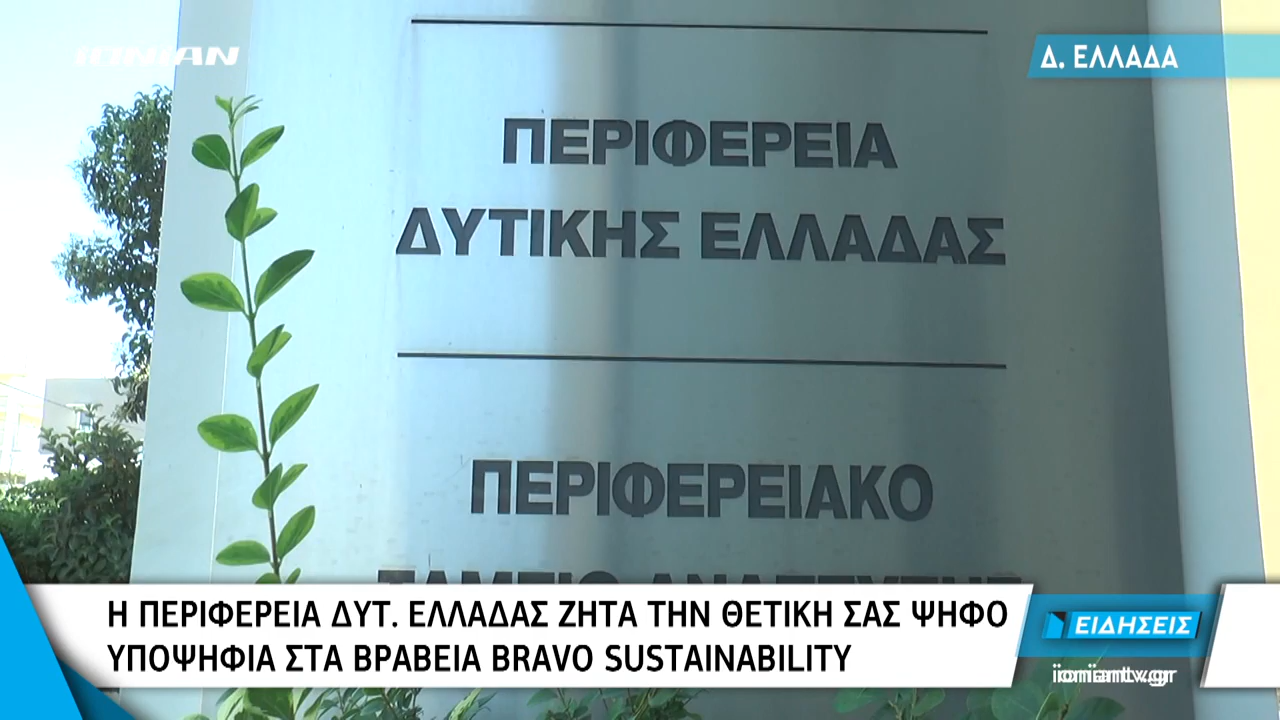 IONIAN
Δ. ΕΛΛΑΔΑ
ΠΕΡΙΦΕΡΕΙΑ
ΔΥΤΙΚΗΣ ΕΛΛΑΔΑΣ
ΠΕΡΙΦΕΡΕΙΑΚΟ
Η ΠΕΡΙΦΕΡΕΙΑ ΔΥΤ. ΕΛΛΑΔΑΣ ΖΗΤΑ ΤΗΝ ΘΕΤΙΚΗ ΣΑΣ ΨΗΦΟ
ΥΠΟΨΗΦΙΑ ΣΤΑ ΒΡΑΒΕΙΑ BRAVO SUSTAINABILITY
ΕΙΔΗΣΕΙΣ
ioniantv.gr